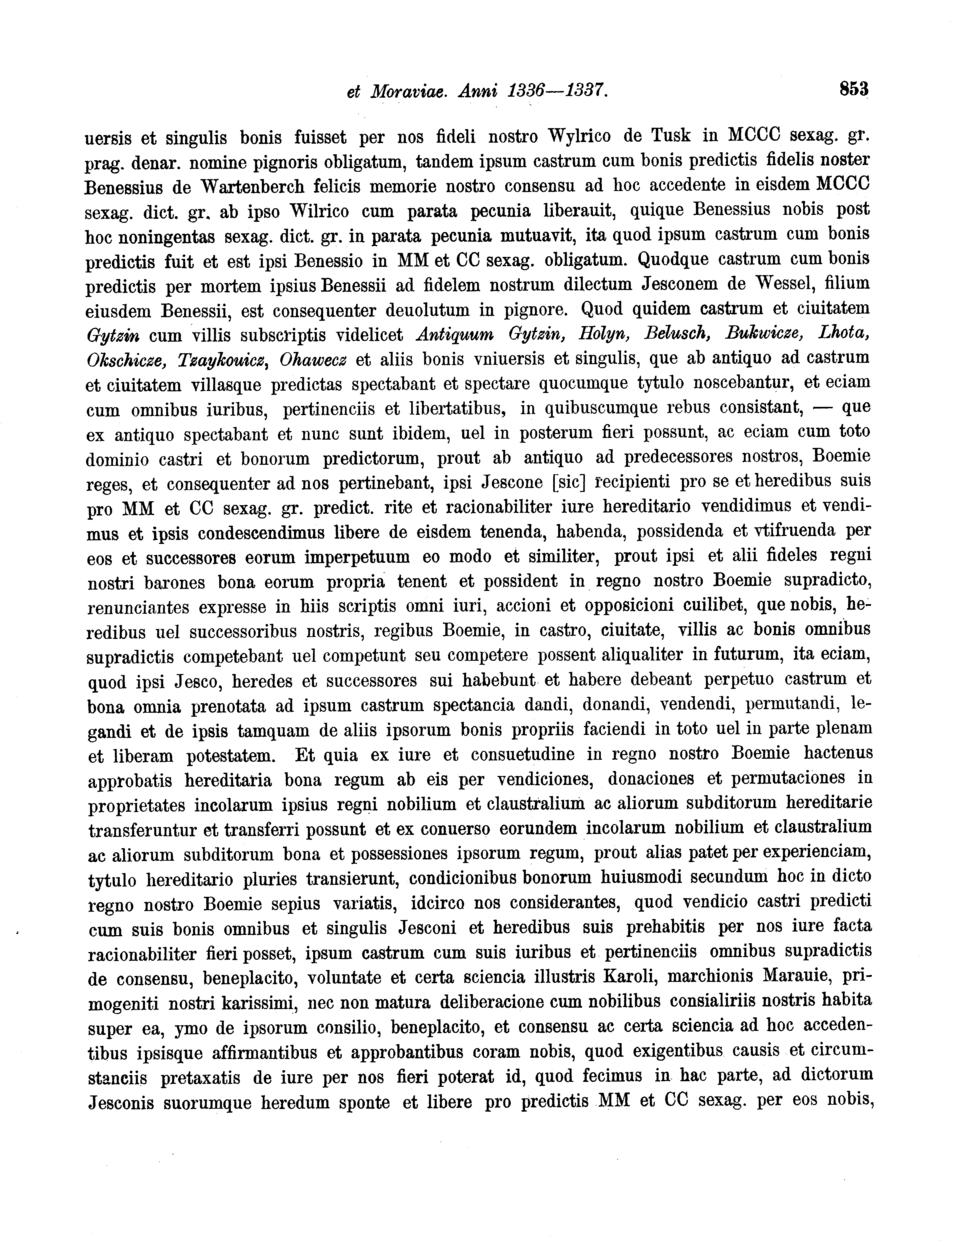 et Moraviae. Anni 1336—1337. 853
uersis et singulis bonis fuisset per nos fideli nostro Wylrico de Tusk in MCCC sexag. gr.
prag. denar. nomine pignoris obligatum, tandem ipsum castrum cum bonis predictis fidelis noster
Benessius de Wartenberch felicis memorie nostro consensu ad hoc accedente in eisdem MCCC
sexag. dict. gr. ab ipso Wilrico cum parata pecunia liberauit, quique Benessius nobis post
hoc noningentas sexag. dict. gr. in parata pecunia mutuavit, ita quod ipsum castrum cum bonis
predictis fuit et est ipsi Benessio in MM et CC sexag. obligatum. Quodque castrum cum bonis
predictis per mortem ipsius Benessii ad fidelem nostrum dilectum Jesconem de Wessel, filium
eiusdem Benessii, est consequenter deuolutum in pignore. Quod quidem castrum et ciuitatem
Gytzin cum villis subscriptis videlicet Antiquum Gytzin, Holyn, Belusch, Bukwicze, Lhota,
Okschicze, Tzaykowicz, Ohawecz et aliis bonis vniuersis et singulis, que ab antiquo ad castrum
et ciuitatem villasque predictas spectabant et spectare quocumque tytulo noscebantur, et eciam
cum omnibus iuribus, pertinenciis et libertatibus, in quibuscumque rebus consistant, — que
ex antiquo spectabant et nunc sunt ibidem, uel in posterum fieri possunt, ac eciam cum toto
dominio castri et bonorum predictorum, prout ab antiquo ad predecessores nostros, Boemie
reges, et consequenter ad nos pertinebant, ipsi Jescone [sic] recipienti pro se et heredibus suis
pro MM et CC sexag. gr. predict. rite et racionabiliter iure hereditario vendidimus et vendi-
mus et ipsis condescendimus libere de eisdem tenenda, habenda, possidenda et vtifruenda per
eos et successores eorum imperpetuum eo modo et similiter, prout ipsi et alii fideles regni
nostri barones bona eorum propria tenent et possident in regno nostro Boemie supradicto,
renunciantes expresse in hiis scriptis omni iuri, accioni et opposicioni cuilibet, que nobis, he-
redibus uel successoribus nostris, regibus Boemie, in castro, ciuitate, villis ac bonis omnibus
supradictis competebant uel competunt seu competere possent aliqualiter in futurum, ita eciam,
quod ipsi Jesco, heredes et successores sui habebunt et habere debeant perpetuo castrum et
bona omnia prenotata ad ipsum castrum spectancia dandi, donandi, vendendi, permutandi, le-
gandi et de ipsis tamquam de aliis ipsorum bonis propriis faciendi in toto uel in parte plenam
et liberam potestatem. Et quia ex iure et consuetudine in regno nostro Boemie hactenus
approbatis hereditaria bona regum ab eis per vendiciones, donaciones et permutaciones in
proprietates incolarum ipsius regni nobilium et claustralium ac aliorum subditorum hereditarie
transferuntur et transferri possunt et ex conuerso eorundem incolarum nobilium et claustralium
ac aliorum subditorum bona et possessiones ipsorum regum, prout alias patet per experienciam,
tytulo hereditario pluries transierunt, condicionibus bonorum huiusmodi secundum hoc in dicto
regno nostro Boemie sepius variatis, idcirco nos considerantes, quod vendicio castri predicti
cum suis bonis omnibus et singulis Jesconi et heredibus suis prehabitis per nos iure facta
racionabiliter fieri posset, ipsum castrum cum suis iuribus et pertinenciis omnibus supradictis
de consensu, beneplacito, voluntate et certa sciencia illustris Karoli, marchionis Marauie, pri-
mogeniti nostri karissimi, nec non matura deliberacione cum nobilibus consialiriis nostris habita
super ea, ymo de ipsorum consilio, beneplacito, et consensu ac certa sciencia ad hoc acceden-
tibus ipsisque affirmantibus et approbantibus coram nobis, quod exigentibus causis et circum-
stanciis pretaxatis de iure per nos fieri poterat id, quod fecimus in hac parte, ad dictorum
Jesconis suorumque heredum sponte et libere pro predictis MM et CC sexag. per eos nobis,